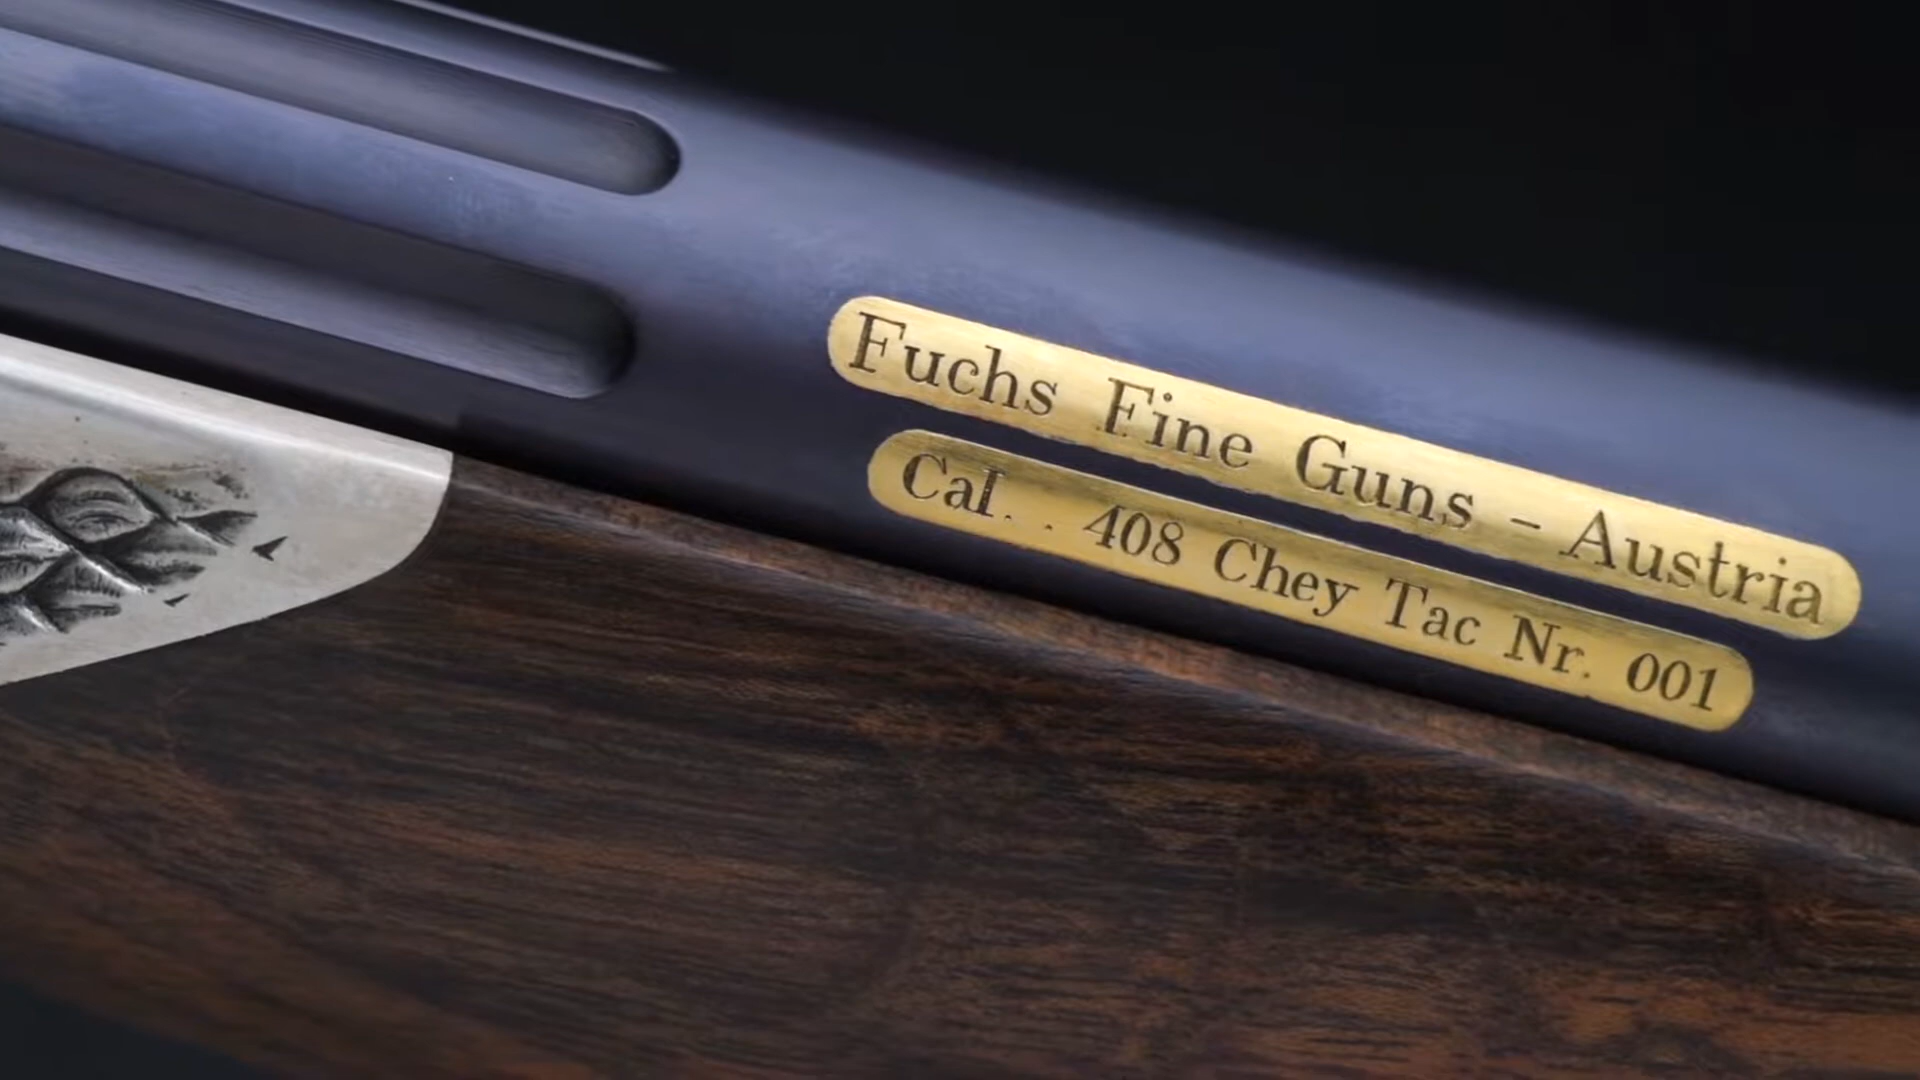 Fuchs Fine Guns - Austria
Cal. . 408 Chey Tac Nr. 001